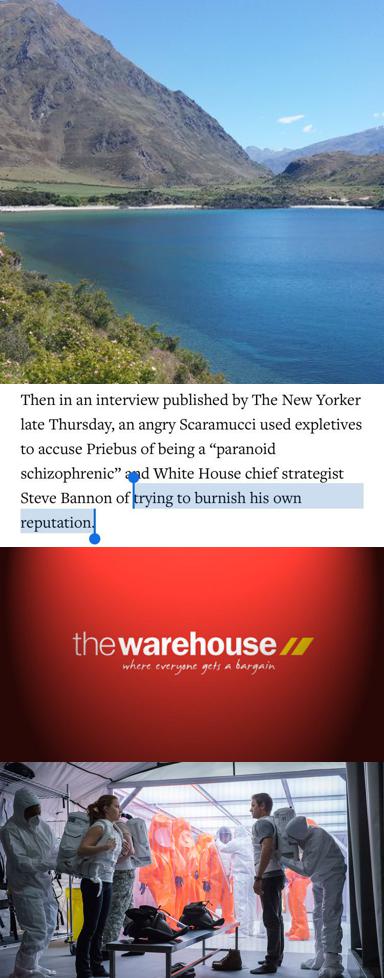 Then in an interview published by The New Yorker
late Thursday, an angry Scaramucci used expletives
to accuse Priebus of being a “paranoid
schizophrenic” and White House chief strategist
Steve Bannon of trying to burnish his own
reputation.
thewarehouse
where everyone gets a bargain